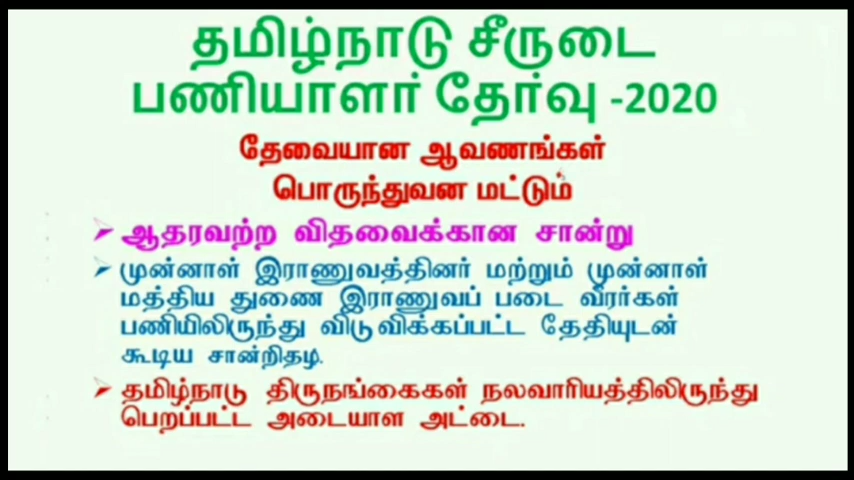 தமிழ்நாடு சீருடை
பணியாளர் தேர்வு -2020
தேவையான ஆவணங்கள்
பொருந்துவன மட்டும்
ஆதரவற்ற விதவைக்கான சான்று
முன்னாள் இராணுவத்தினர் மற்றும் முன்னாள்
மத்திய துணை இராணுவப் படை வீரர்கள்
பணியிலிருந்து விடுவிக்கப்பட்ட தேதியுடன்
கூடிய சான்றிதழ்.
தமிழ்நாடு திருநங்கைகள் நலவாரியத்திலிருந்து
பெறப்பட்ட அடையாள அட்டை.